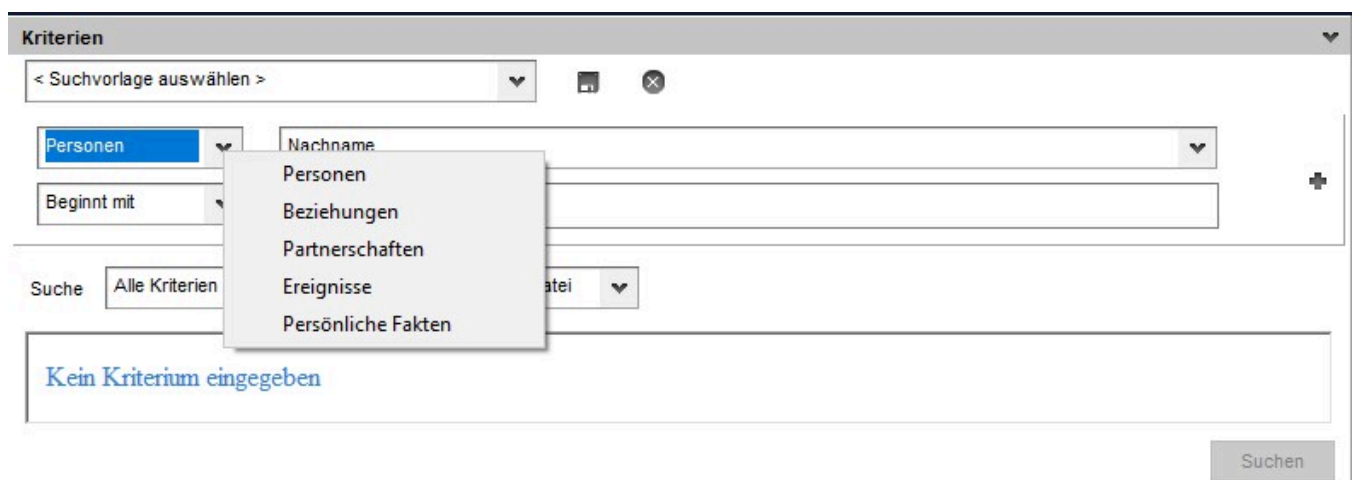 Kriterien
< Suchvorlage auswählen >
Personen
Nachname
Personen
Beginnt mit
Beziehungen
Partnerschaften
Suche
Alle Kriterien
Ereignisse
Persönliche Fakten
Kein Kriterium eingegeben
Suchen